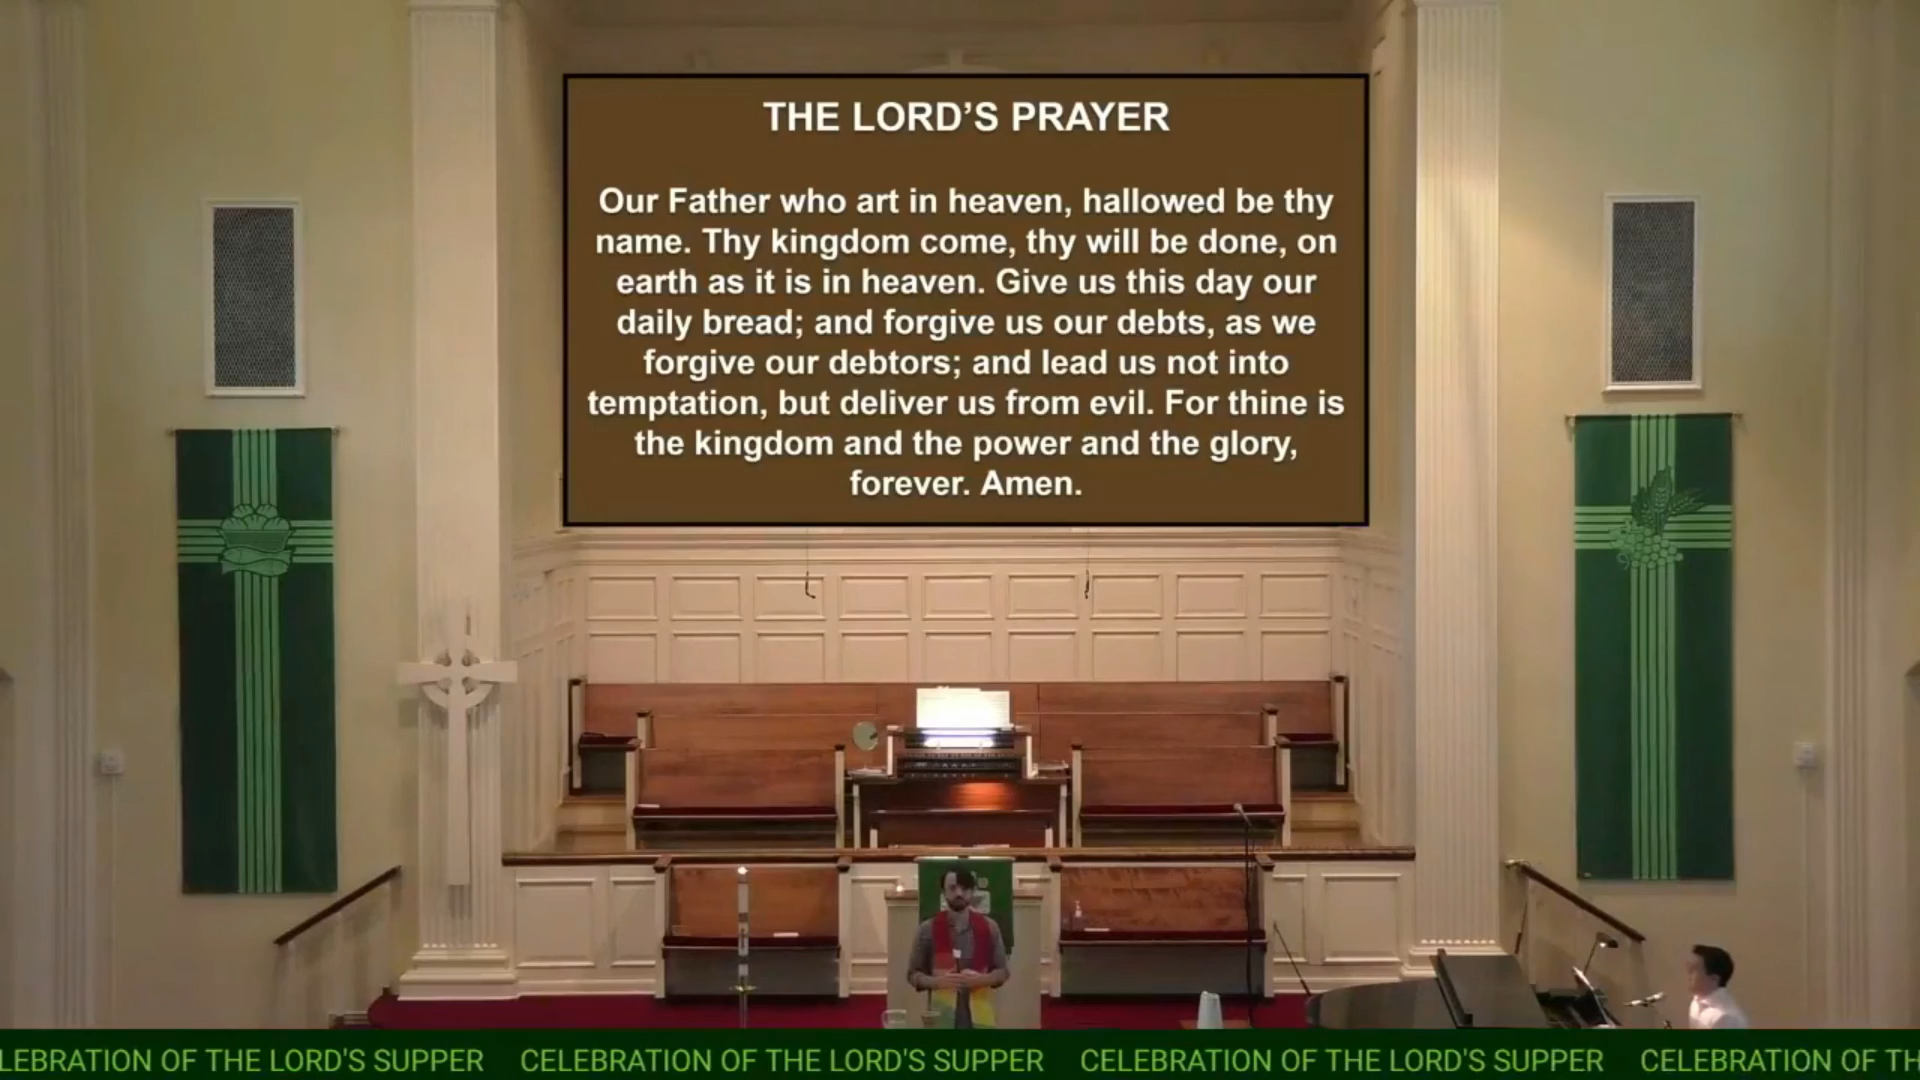 THE LORD’S PRAYER
Our Father who art in heaven, hallowed be thy
name. Thy kingdom come, thy will be done, on
earth as it is in heaven. Give us this day our
daily bread; and forgive us our debts, as we
forgive our debtors; and lead us not into
temptation, but deliver us from evil. For thine is
the kingdom and the power and the glory,
forever. Amen.
LEBRATION OF THE LORD'S SUPPER CELEBRATION OF THE LORD'S SUPPER CELEBRATION OF THE LORD'S SUPPER CELEBRATION OF TH